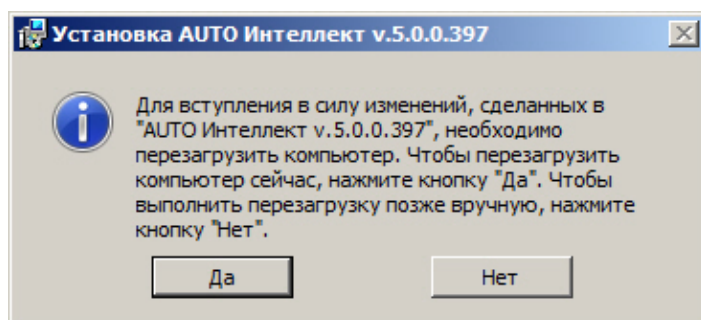 Установка AUTO Интеллект v.5.0.0.397
Для вступления в силу изменений, сделанных в
"AUTO Интеллект v.5.0.0.397", необходимо
перезагрузить компьютер. Чтобы перезагрузить
компьютер сейчас, нажмите кнопку "Да". Чтобы
выполнить перезагрузку позже вручную, нажмите
кнопку "Нет".
Да
Нет